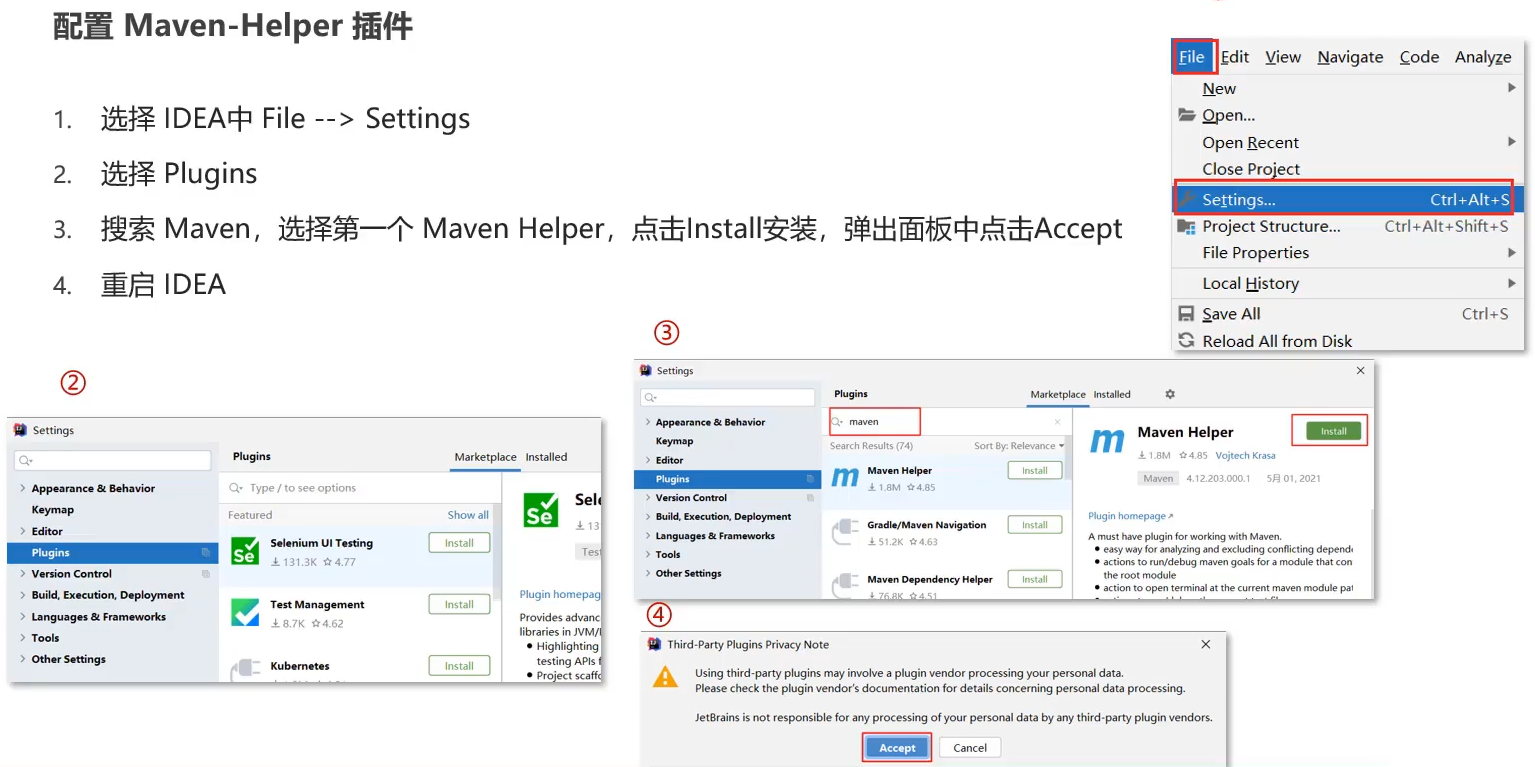 配置 Maven-Helper 插件
1. 选择 IDEA中 File --> Settings
2. 选择 Plugins
3. 搜索 Maven，选择第一个 Maven Helper，点击Install安装，弹出面板中点击Accept
4. 重启 IDEA
File Edit View Navigate Code Analyze
New
Open...
Open Recent
Close Project
Settings... Ctrl+Alt+S
Project Structure... Ctrl+Alt+Shift+S
File Properties
Local History
Save All Ctrl+S
Reload All from Disk
②
Settings
Plugins
Marketplace Installed
Appearance & Behavior
Keymap
Editor
Plugins
Version Control
Build, Execution, Deployment
Languages & Frameworks
Tools
Other Settings
Type / to see options
Featured Show all
Selenium UI Testing Install
131.3K 4.77
Test Management Install
8.7K 4.62
Kubernetes Install
Se
Plugin homepag
Provides advanc
libraries in JVM/
Highlighting
testing APIs
Project scaffo
③
Settings
Plugins
Marketplace Installed
Appearance & Behavior
Keymap
Editor
Plugins
Version Control
Build, Execution, Deployment
Languages & Frameworks
Tools
Other Settings
maven
Search Results (74) Sort By: Relevance
Maven Helper Install
1.8M 4.85
Gradle/Maven Navigation Install
51.2K 4.63
Maven Dependency Helper Install
76.8K 4.51
m
Maven Helper Install
1.8M 4.85 Vojtech Krasa
Maven 4.12.203.000.1 5月 01, 2021
Plugin homepage
A must have plugin for working with Maven.
easy way for analyzing and excluding conflicting depend
actions to run/debug maven goals for a module that con
the root module
action to open terminal at the current maven module pat
④
Third-Party Plugins Privacy Note
Using third-party plugins may involve a plugin vendor processing your personal data.
Please check the plugin vendor's documentation for details concerning personal data processing.
JetBrains is not responsible for any processing of your personal data by any third-party plugin vendors.
Accept Cancel